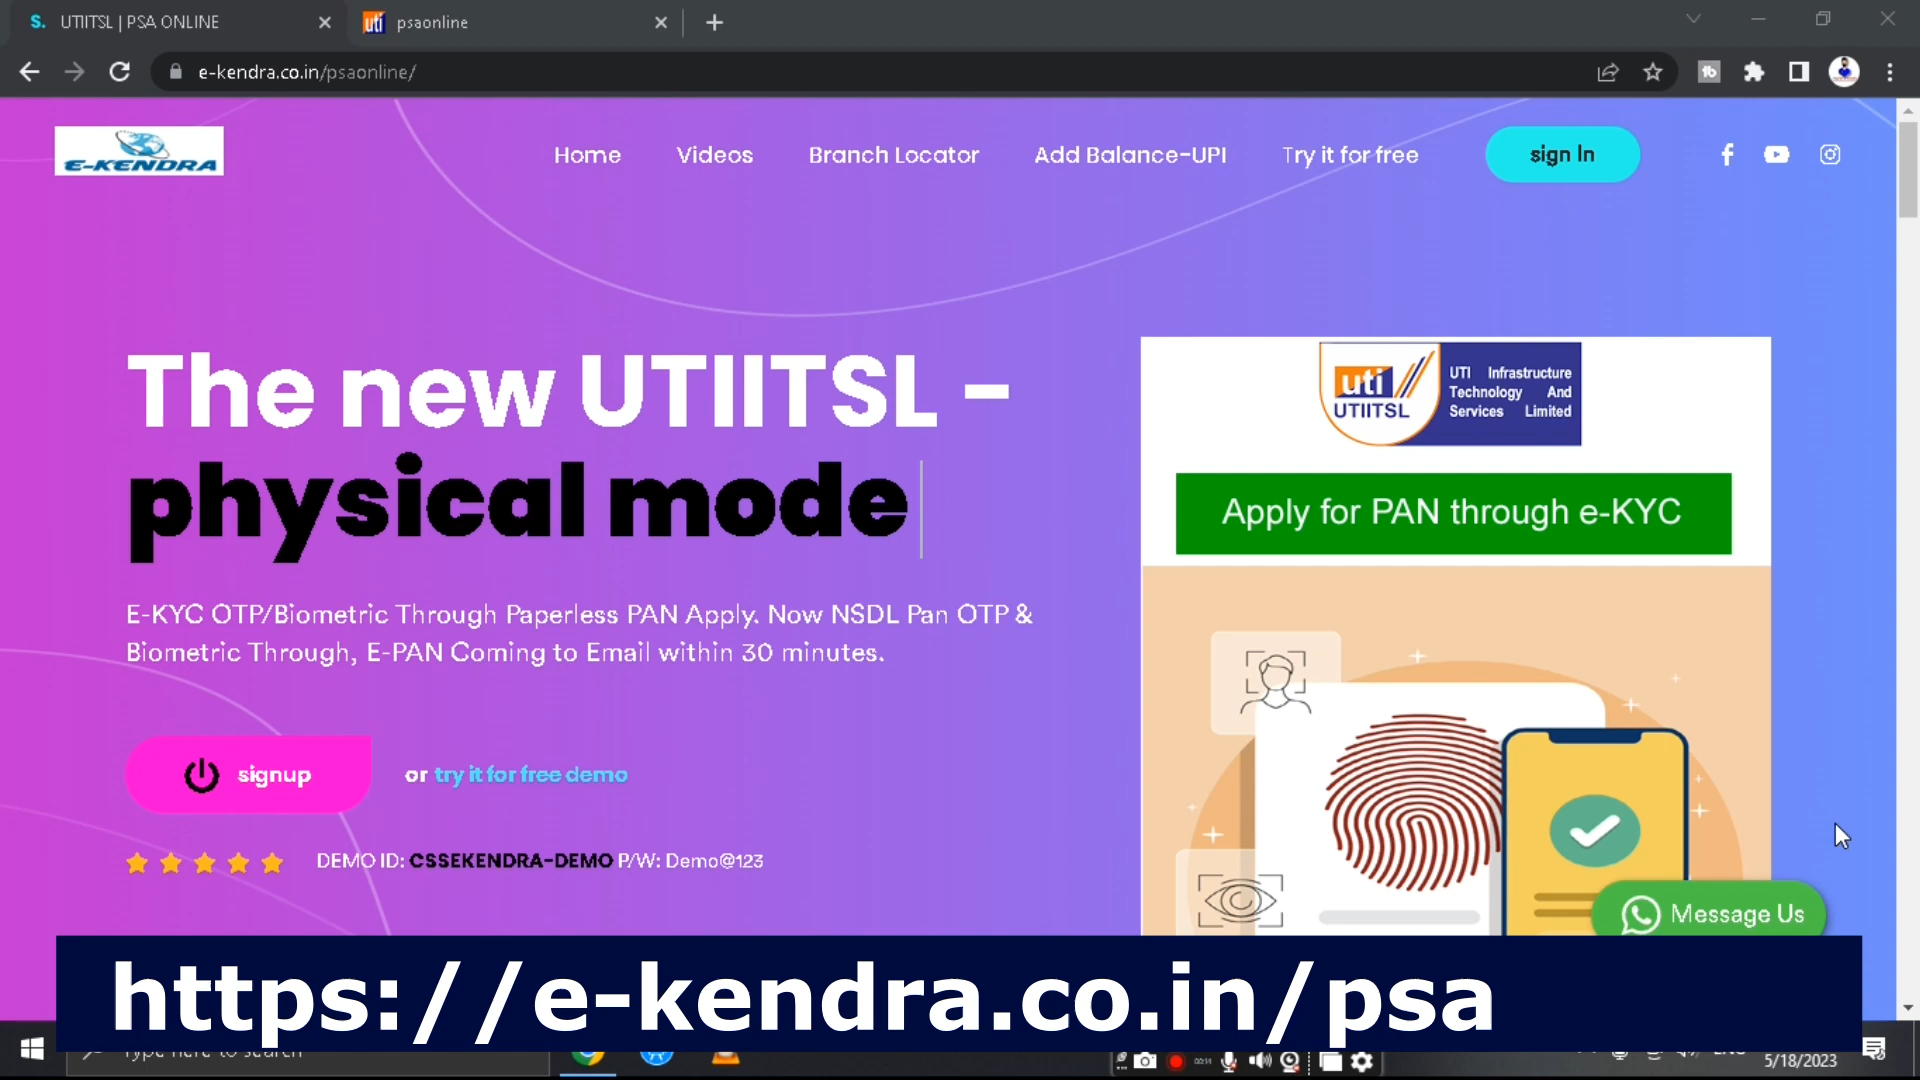 UTIITSL | PSA ONLINE
psaonline
e-kendra.co.in/psaonline/
E-KENDRA
Home
Videos
Branch Locator
Add Balance-UPI
Try it for free
sign In
The new UTIITSL -
physical mode
E-KYC OTP/Biometric Through Paperless PAN Apply. Now NSDL Pan OTP &
Biometric Through, E-PAN Coming to Email within 30 minutes.
signup
or try it for free demo
DEMO ID: CSSEKENDRA-DEMO P/W: Demo@123
uti
UTIITSL
UTI Infrastructure
Technology And
Services Limited
Apply for PAN through e-KYC
Message Us
https://e-kendra.co.in/psa
Type here to search
5/18/2023